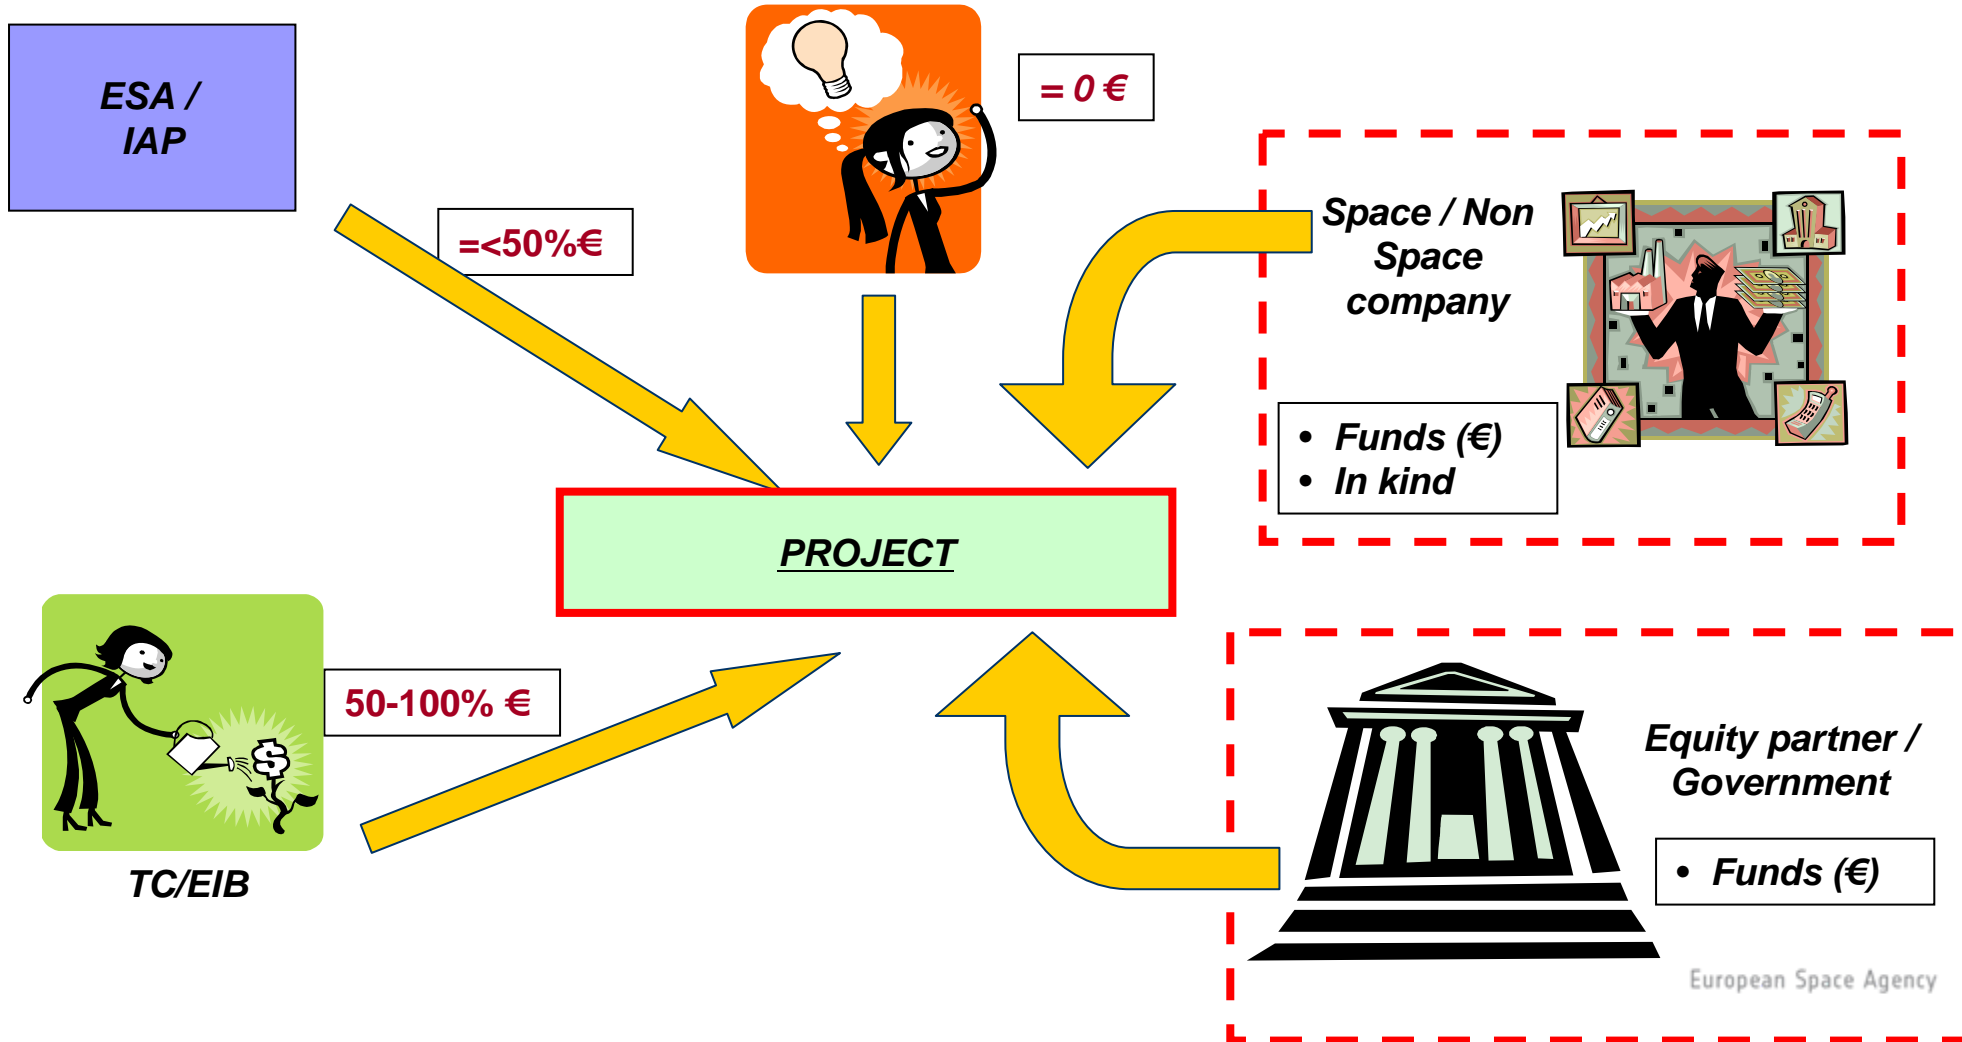 ESA /
IAP
= 0 €
=<50%€
Space / Non
Space
company
• Funds (€)
• In kind
PROJECT
50-100% €
TC/EIB
Equity partner /
Government
• Funds (€)
European Space Agency